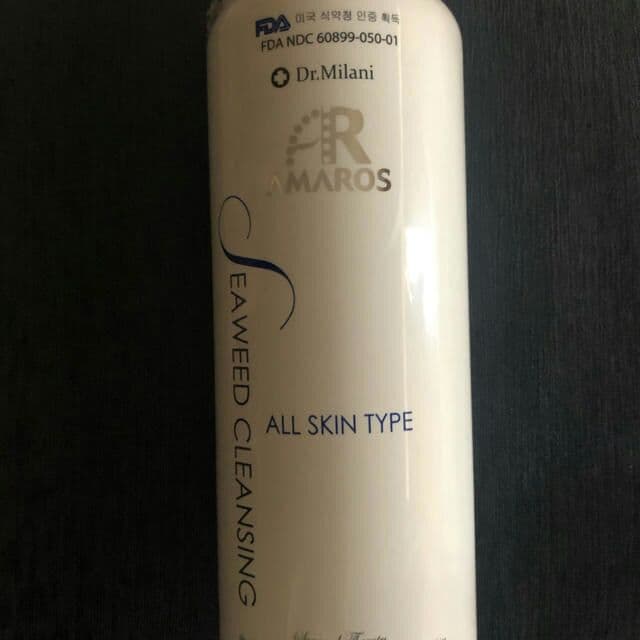 FDA 미국 식약청 인증 획득
FDA NDC 60899-050-01
Dr.Milani
AR
AMAROS
SEAWEED CLEANSING
ALL SKIN TYPE